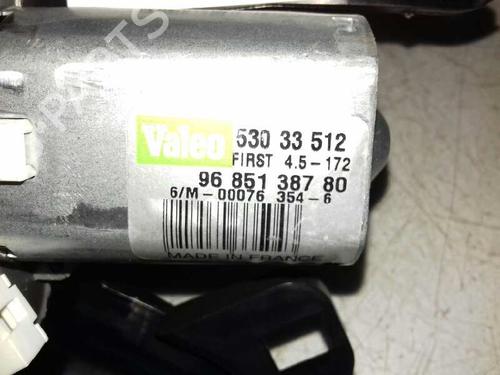 Valeo 530 33 512
FIRST 4.5-172
96 851 387 80
6/M-00076 354-6
MADE IN FRANCE